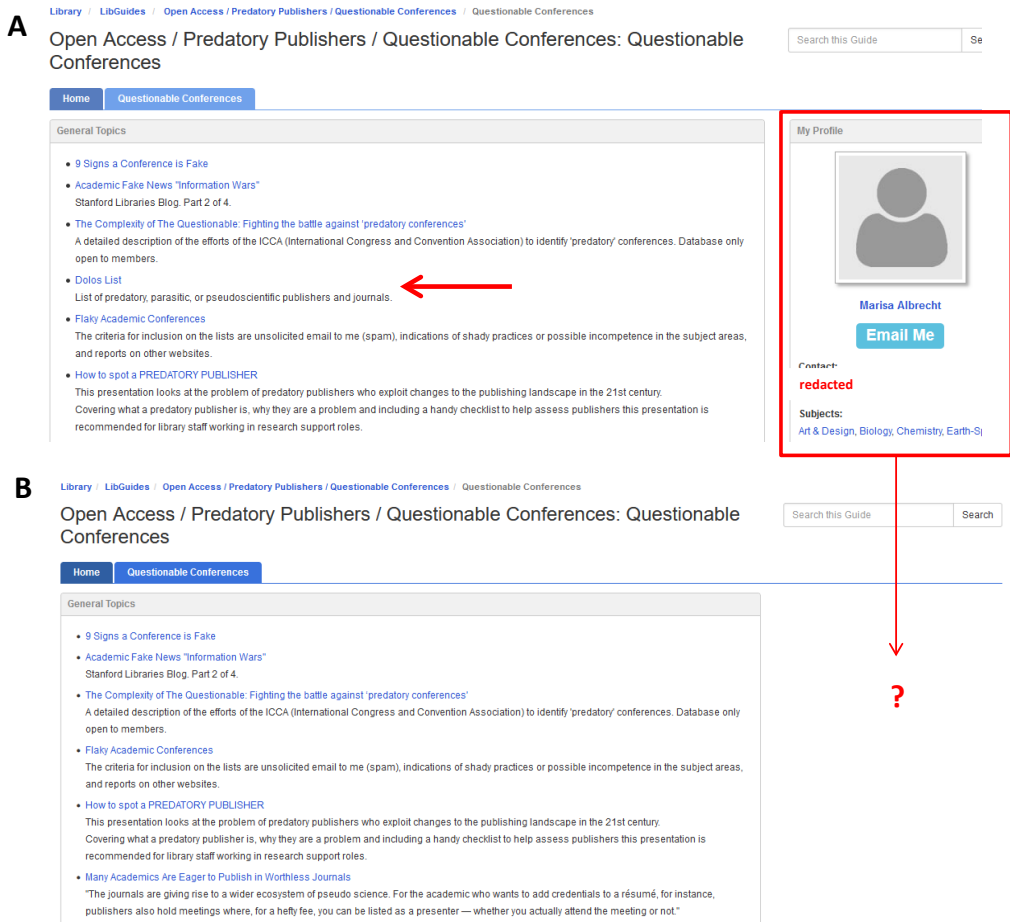 A
Library / LibGuides / Open Access / Predatory Publishers / Questionable Conferences / Questionable Conferences
Open Access / Predatory Publishers / Questionable Conferences: Questionable
Conferences
Search this Guide Se
Home Questionable Conferences
General Topics
• 9 Signs a Conference is Fake
• Academic Fake News "Information Wars"
Stanford Libraries Blog. Part 2 of 4.
• The Complexity of The Questionable: Fighting the battle against 'predatory conferences'
A detailed description of the efforts of the ICCA (International Congress and Convention Association) to identify 'predatory' conferences. Database only
open to members.
• Dolos List
List of predatory, parasitic, or pseudoscientific publishers and journals.
• Flaky Academic Conferences
The criteria for inclusion on the lists are unsolicited email to me (spam), indications of shady practices or possible incompetence in the subject areas,
and reports on other websites.
• How to spot a PREDATORY PUBLISHER
This presentation looks at the problem of predatory publishers who exploit changes to the publishing landscape in the 21st century.
Covering what a predatory publisher is, why they are a problem and including a handy checklist to help assess publishers this presentation is
recommended for library staff working in research support roles.
My Profile
Marisa Albrecht
Email Me
Contact:
redacted
Subjects:
Art & Design, Biology, Chemistry, Earth-Sp
B
Library / LibGuides / Open Access / Predatory Publishers / Questionable Conferences / Questionable Conferences
Open Access / Predatory Publishers / Questionable Conferences: Questionable
Conferences
Search this Guide Search
Home Questionable Conferences
General Topics
• 9 Signs a Conference is Fake
• Academic Fake News "Information Wars"
Stanford Libraries Blog. Part 2 of 4.
• The Complexity of The Questionable: Fighting the battle against 'predatory conferences'
A detailed description of the efforts of the ICCA (International Congress and Convention Association) to identify 'predatory' conferences. Database only
open to members.
• Flaky Academic Conferences
The criteria for inclusion on the lists are unsolicited email to me (spam), indications of shady practices or possible incompetence in the subject areas,
and reports on other websites.
• How to spot a PREDATORY PUBLISHER
This presentation looks at the problem of predatory publishers who exploit changes to the publishing landscape in the 21st century.
Covering what a predatory publisher is, why they are a problem and including a handy checklist to help assess publishers this presentation is
recommended for library staff working in research support roles.
• Many Academics Are Eager to Publish in Worthless Journals
"The journals are giving rise to a wider ecosystem of pseudo science. For the academic who wants to add credentials to a résumé, for instance,
publishers also hold meetings where, for a hefty fee, you can be listed as a presenter — whether you actually attend the meeting or not."
?